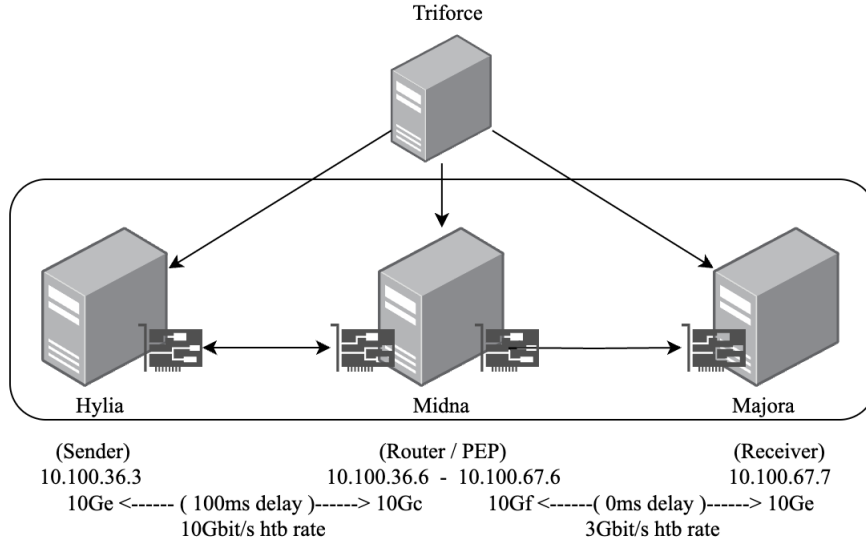 Triforce
Hylia Midna Majora
(Sender) (Router / PEP) (Receiver)
10.100.36.3 10.100.36.6 - 10.100.67.6 10.100.67.7
10Ge <------ ( 100ms delay )------> 10Gc 10Gf <------ ( 0ms delay )------> 10Ge
10Gbit/s htb rate 3Gbit/s htb rate